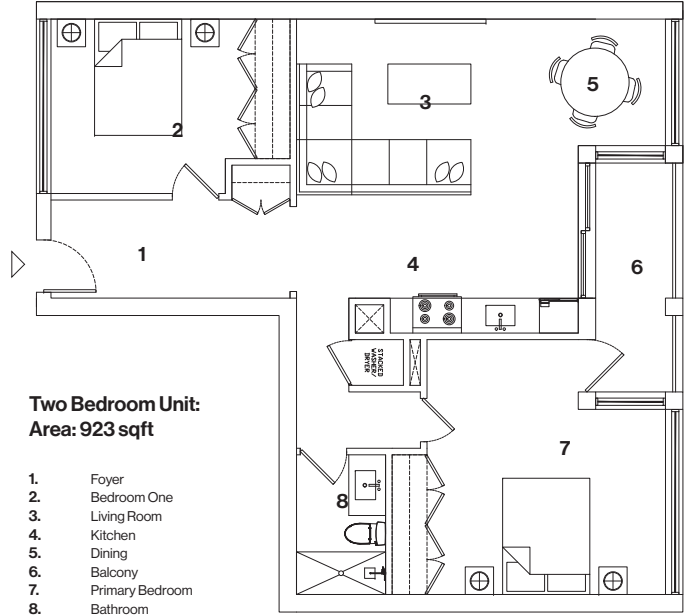 2
3
5
1
4
6
STACKED
WASHER/
DRYER
7
8
Two Bedroom Unit:
Area: 923 sqft
1. Foyer
2. Bedroom One
3. Living Room
4. Kitchen
5. Dining
6. Balcony
7. Primary Bedroom
8. Bathroom